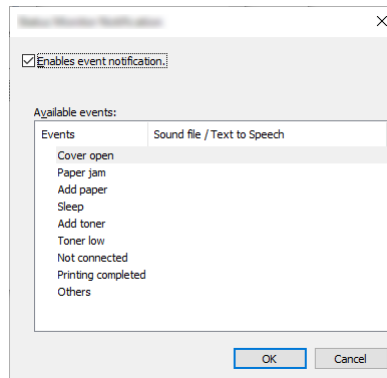 Enables event notification.
Available events:
Events Sound file / Text to Speech
Cover open
Paper jam
Add paper
Sleep
Add toner
Toner low
Not connected
Printing completed
Others
OK Cancel